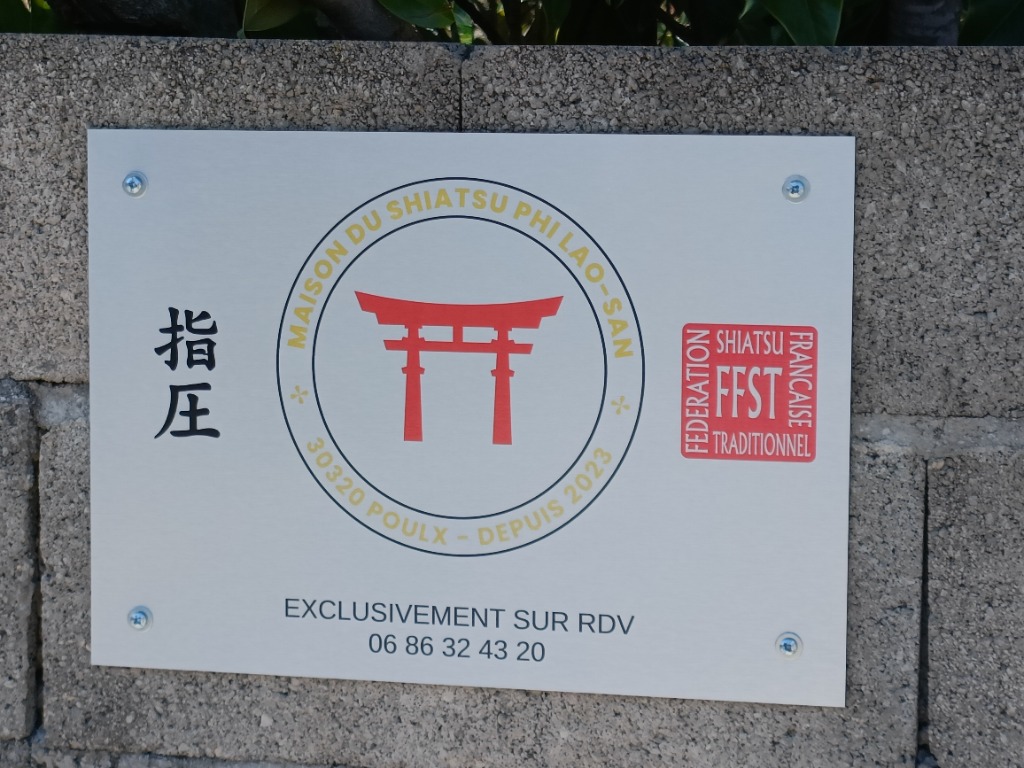 指圧
MAISON DU SHIATSU PHI LAO-SAN
30320 POULX - DEPUIS 2023
FEDERATION
SHIATSU
FFST
TRADITIONNEL
FRANCAISE
EXCLUSIVEMENT SUR RDV
06 86 32 43 20